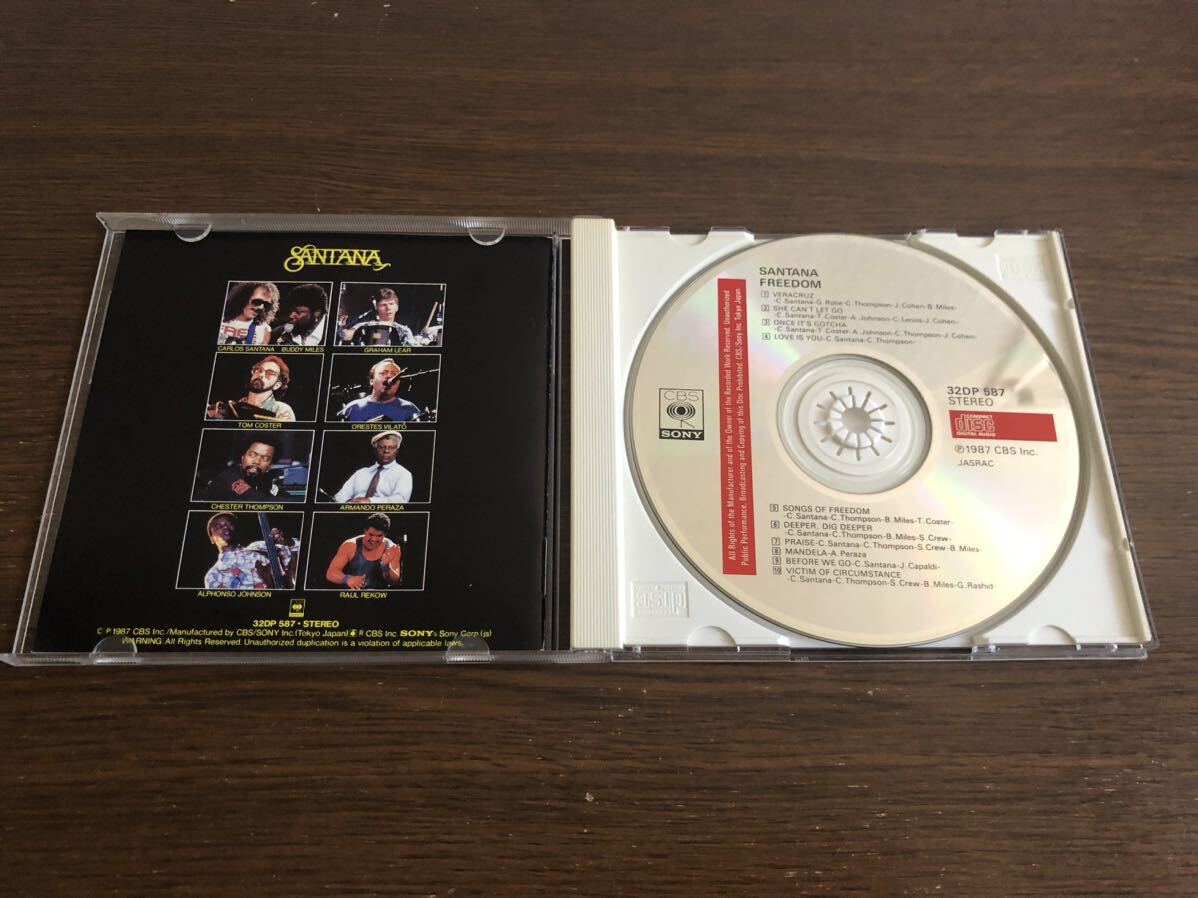 SANTANA
CARLOS SANTANA BUDDY MILES
GRAHAM LEAR
TOM COSTER
ORESTES VILATÓ
CHESTER THOMPSON
ARMANDO PERAZA
ALPHONSO JOHNSON
RAUL REKOW
32DP 587 • STEREO
1987 CBS Inc./Manufactured by CBS/SONY Inc. (Tokyo Japan) CBS Inc. SONY Sony Corp (js)
WARNING. All Rights Reserved. Unauthorized duplication is a violation of applicable laws.
SANTANA
FREEDOM
1 VERACRUZ
-C.Santana-G.Robe-C.Thompson-J.Cohen-B.Miles-
2 SHE CAN'T LET GO
-C.Santana-T.Coster-A.Johnson-C.Lerios-J.Cohen-
3 ONCE IT'S GOTCHA
-C.Santana-T.Coster-A.Johnson-C.Thompson-J.Cohen-
4 LOVE IS YOU-C.Santana-C.Thompson-
All Rights of the Manufacturer and of the Owner of the Recorded Work Reserved. Unauthorized
Public Performance, Broadcasting and Copying of this Disc Prohibited. CBS/Sony Inc. Tokyo Japan
CBS
SONY
32DP 587
STEREO
COMPACT
disc
DIGITAL AUDIO
℗1987 CBS Inc.
JASRAC
5 SONGS OF FREEDOM
-C.Santana-C.Thompson-B.Miles-T.Coster-
6 DEEPER, DIG DEEPER
-C.Santana-C.Thompson-B.Miles-S.Crew-
7 PRAISE-C.Santana-C.Thompson-S.Crew-B.Miles-
8 MANDELA-A.Peraza
9 BEFORE WE GO-C.Santana-J.Capaldi-
10 VICTIM OF CIRCUMSTANCE
-C.Santana-C.Thompson-S.Crew-B.Miles-G.Rashid-